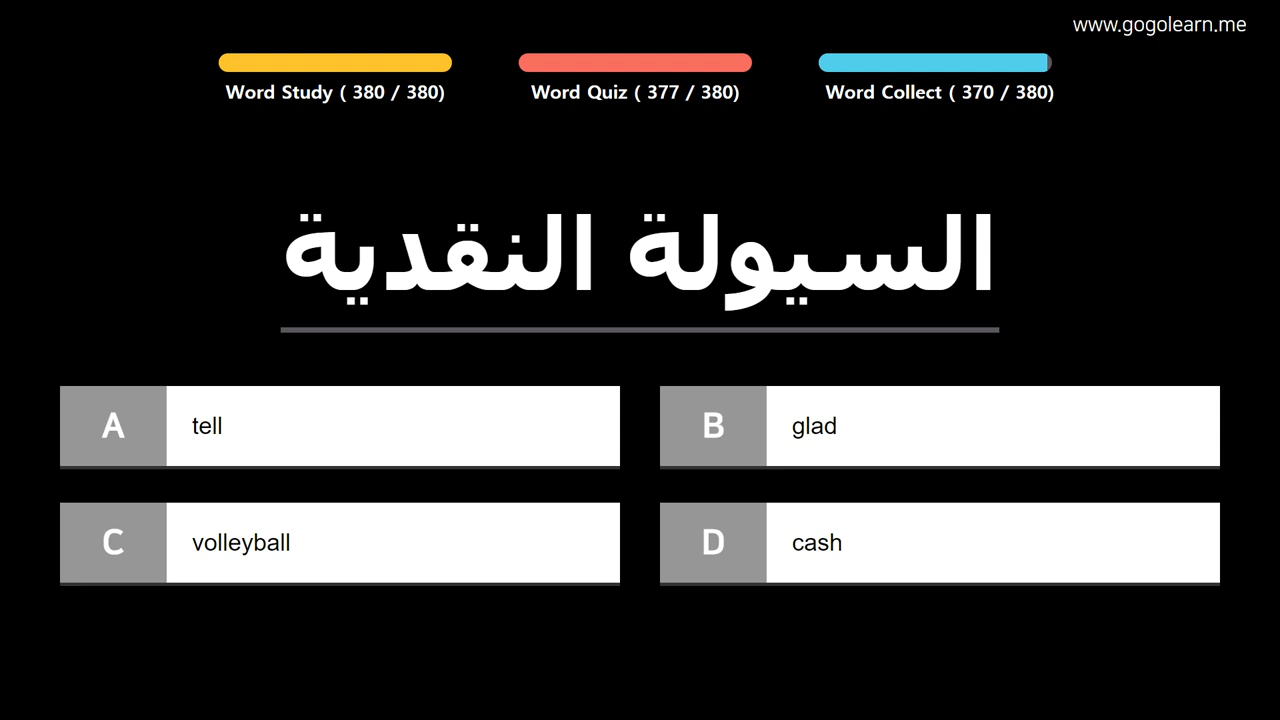 www.gogolearn.me
Word Study ( 380 / 380)
Word Quiz ( 377 / 380)
Word Collect ( 370 / 380)
السيولة النقدية
A tell
B glad
C volleyball
D cash